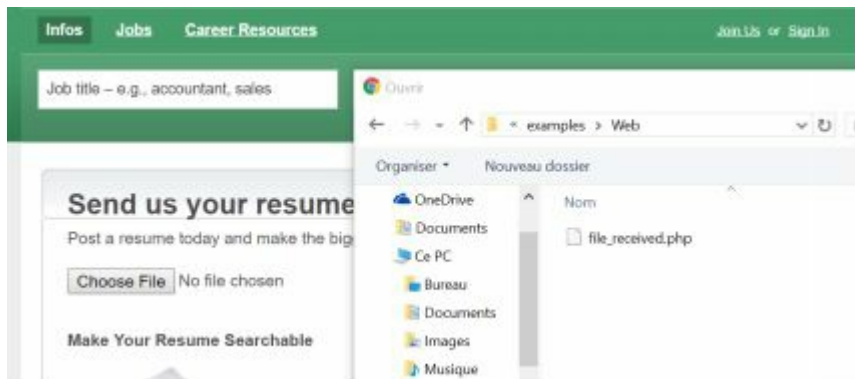 Infos Jobs Career Resources Join Us or Sign In
Job title – e.g., accountant, sales
Ouvrir
« examples > Web
Organiser Nouveau dossier
Send us your resume
Post a resume today and make the big
Choose File No file chosen
Make Your Resume Searchable
OneDrive
Documents
Ce PC
Bureau
Documents
Images
Musique
Nom
file_received.php